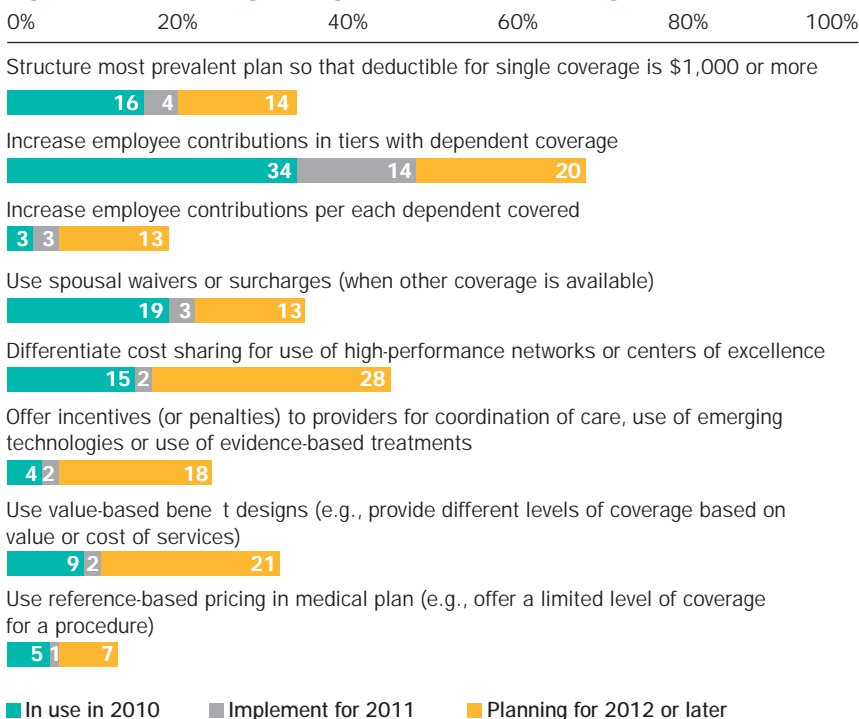 0% 20% 40% 60% 80% 100%
Structure most prevalent plan so that deductible for single coverage is $1,000 or more
16 4 14
Increase employee contributions in tiers with dependent coverage
34 14 20
Increase employee contributions per each dependent covered
3 3 13
Use spousal waivers or surcharges (when other coverage is available)
19 3 13
Differentiate cost sharing for use of high-performance networks or centers of excellence
15 2 28
Offer incentives (or penalties) to providers for coordination of care, use of emerging
technologies or use of evidence-based treatments
4 2 18
Use value-based bene t designs (e.g., provide different levels of coverage based on
value or cost of services)
9 2 21
Use reference-based pricing in medical plan (e.g., offer a limited level of coverage
for a procedure)
5 1 7
In use in 2010 Implement for 2011 Planning for 2012 or later